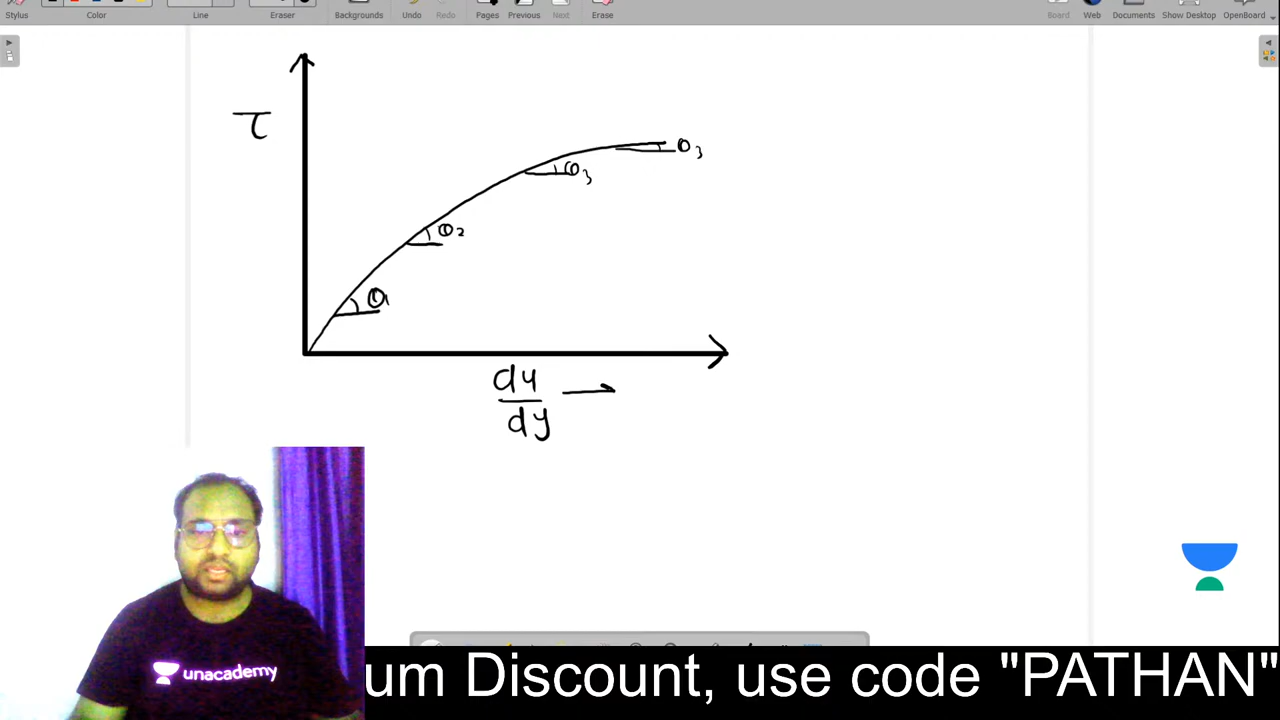 Stylus Color Line Eraser Backgrounds Undo Redo Pages Previous Next Erase Board Web Documents Show Desktop OpenBoard
τ
θ3
θ3
θ2
θ1
du
dy
unacademy
um Discount, use code "PATHAN"